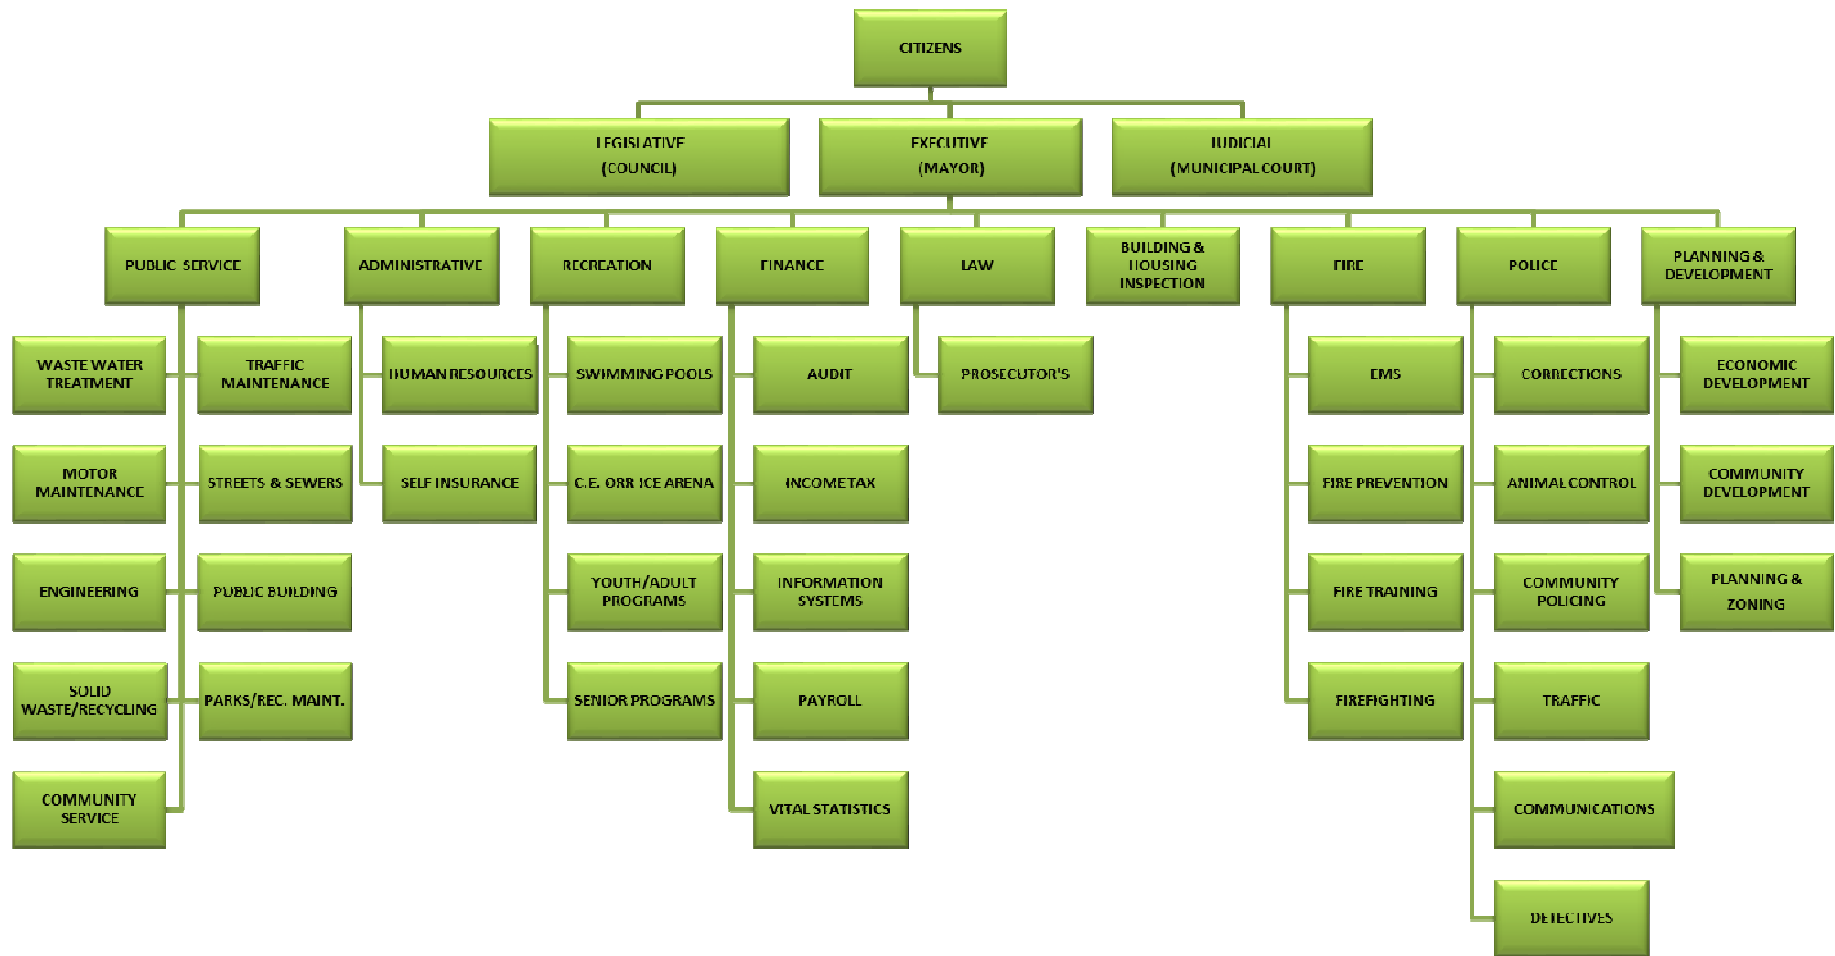 CITIZENS
LEGISLATIVE
(COUNCIL)
EXECUTIVE
(MAYOR)
JUDICIAL
(MUNICIPAL COURT)
PUBLIC SERVICE
ADMINISTRATIVE
RECREATION
FINANCE
LAW
BUILDING &
HOUSING
INSPECTION
FIRE
POLICE
PLANNING &
DEVELOPMENT
WASTE WATER
TREATMENT
TRAFFIC
MAINTENANCE
HUMAN RESOURCES
SWIMMING POOLS
AUDIT
PROSECUTOR'S
EMS
CORRECTIONS
ECONOMIC
DEVELOPMENT
MOTOR
MAINTENANCE
STREETS & SEWERS
SELF INSURANCE
C.E. ORR ICE ARENA
INCOME TAX
FIRE PREVENTION
ANIMAL CONTROL
COMMUNITY
DEVELOPMENT
ENGINEERING
PUBLIC BUILDING
YOUTH/ADULT
PROGRAMS
INFORMATION
SYSTEMS
FIRE TRAINING
COMMUNITY
POLICING
PLANNING &
ZONING
SOLID
WASTE/RECYCLING
PARKS/REC. MAINT.
SENIOR PROGRAMS
PAYROLL
FIREFIGHTING
TRAFFIC
COMMUNITY
SERVICE
VITAL STATISTICS
COMMUNICATIONS
DETECTIVES